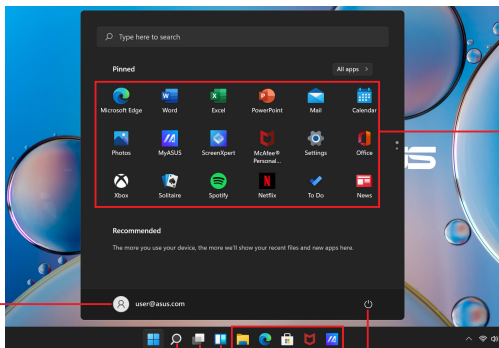 Type here to search
Pinned
All apps >
Microsoft Edge Word Excel PowerPoint Mail Calendar
Photos MyASUS ScreenXpert McAfee® Personal... Settings Office
Xbox Solitaire Spotify Netflix To Do News
Recommended
The more you use your device, the more we'll show your recent files and new apps here.
user@asus.com